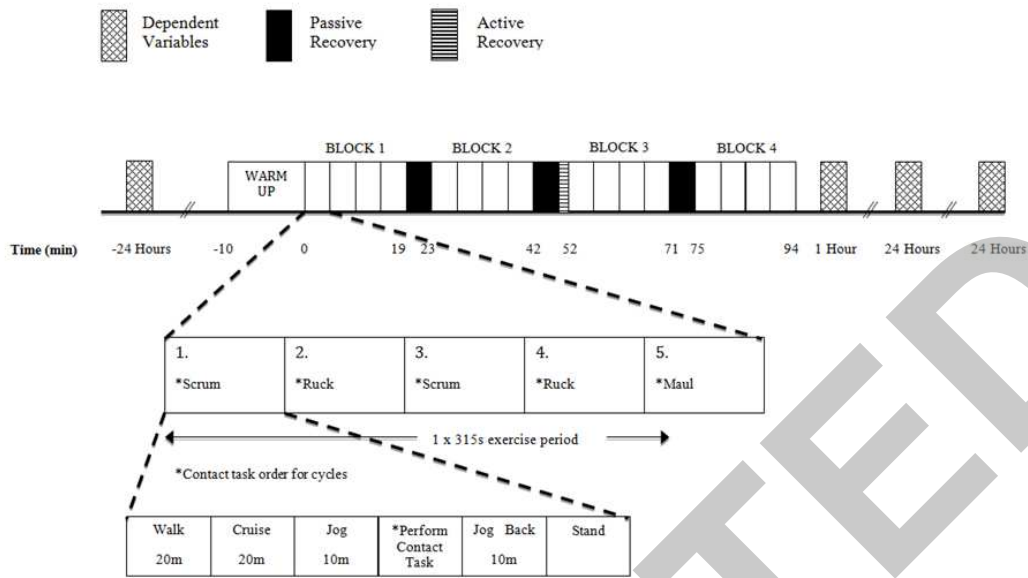 Dependent Variables
Passive Recovery
Active Recovery
BLOCK 1
BLOCK 2
BLOCK 3
BLOCK 4
WARM UP
Time (min) -24 Hours -10 0 19 23 42 52 71 75 94 1 Hour 24 Hours 24 Hours
1. 2. 3. 4. 5.
*Scrum *Ruck *Scrum *Ruck *Maul
1 x 315s exercise period
*Contact task order for cycles
Walk 20m
Cruise 20m
Jog 10m
*Perform Contact Task
Jog Back 10m
Stand
TED